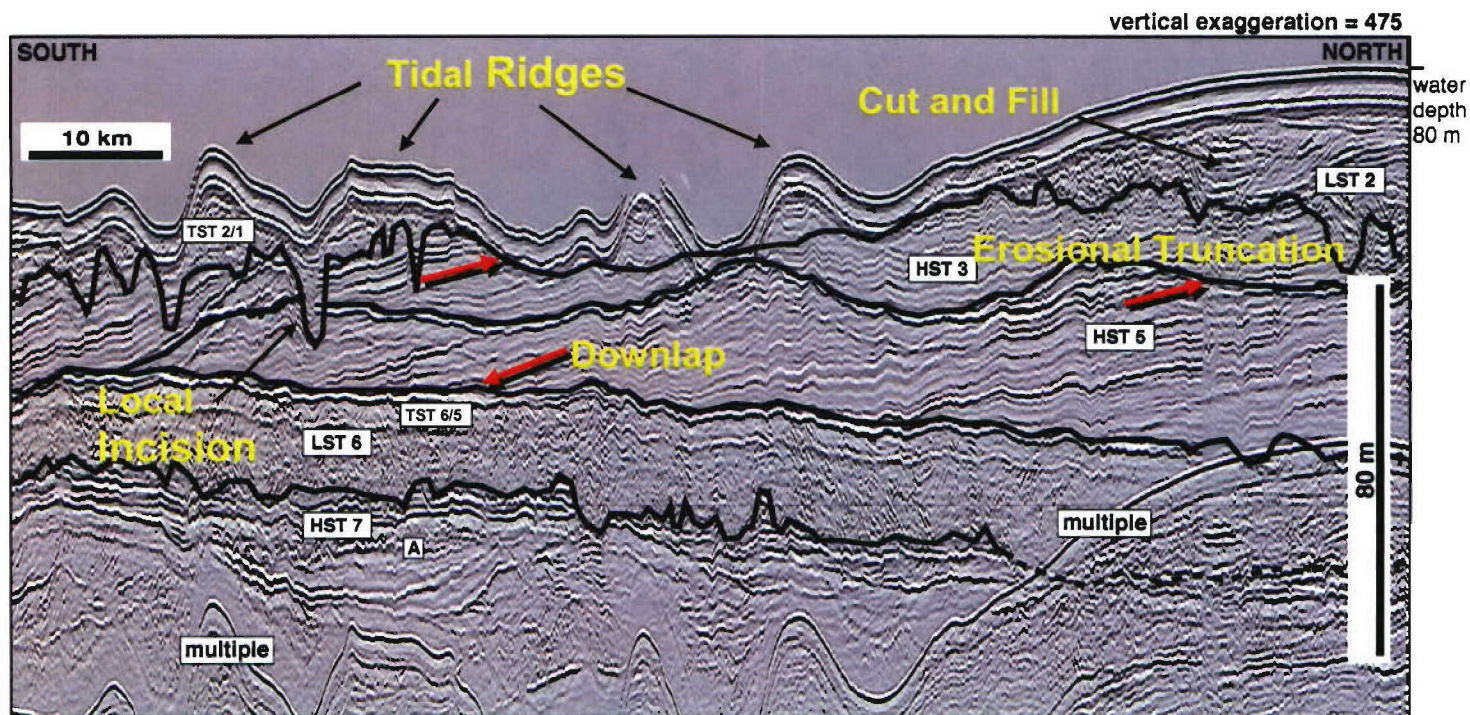 vertical exaggeration = 475
SOUTH
NORTH
Tidal Ridges
Cut and Fill
water
depth
80 m
10 km
LST 2
TST 2/1
HST 3
Erosional Truncation
HST 5
Downlap
Local
Incision
TST 6/5
LST 6
80 m
HST 7
A
multiple
multiple